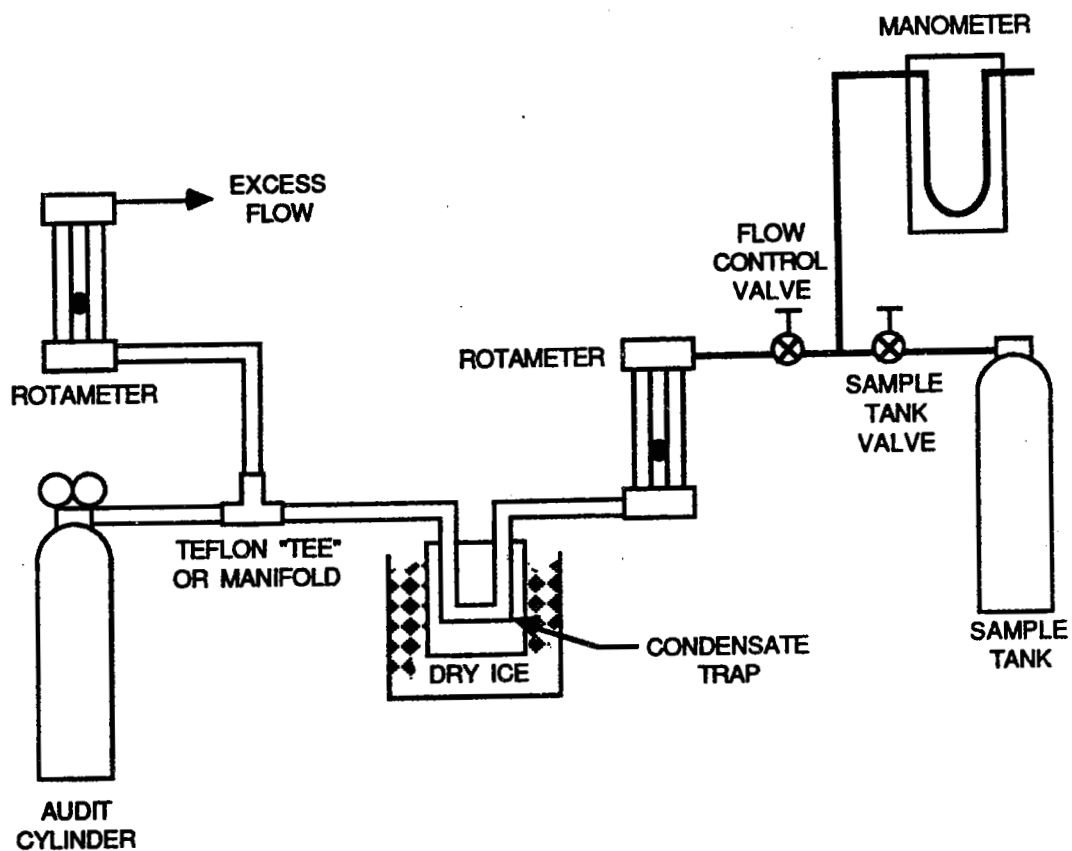 MANOMETER
EXCESS
FLOW
FLOW
CONTROL
VALVE
ROTAMETER
ROTAMETER
SAMPLE
TANK
VALVE
TEFLON "TEE"
OR MANIFOLD
CONDENSATE
TRAP
DRY ICE
SAMPLE
TANK
AUDIT
CYLINDER